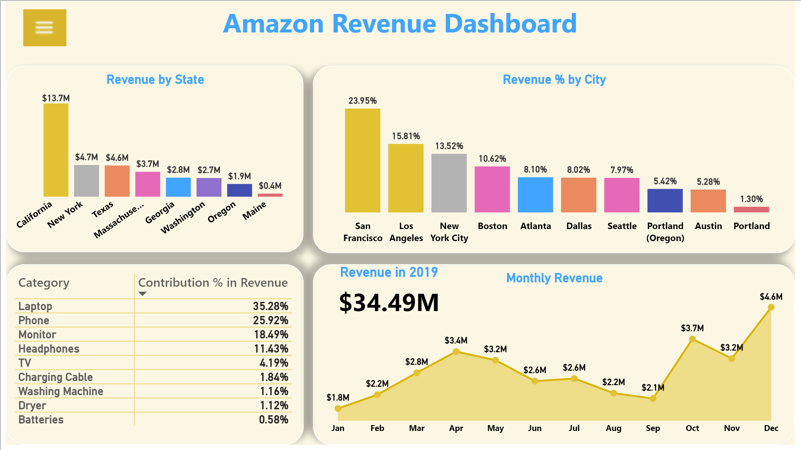 Amazon Revenue Dashboard
Revenue by State
$13.7M
$4.7M
$4.6M
$3.7M
$2.8M
$2.7M
$1.9M
$0.4M
California
New York
Texas
Massachuse...
Georgia
Washington
Oregon
Maine
Revenue % by City
23.95%
15.81%
13.52%
10.62%
8.10%
8.02%
7.97%
5.42%
5.28%
1.30%
San
Francisco
Los
Angeles
New
York City
Boston
Atlanta
Dallas
Seattle
Portland
(Oregon)
Austin
Portland
Category Contribution % in Revenue
Laptop 35.28%
Phone 25.92%
Monitor 18.49%
Headphones 11.43%
TV 4.19%
Charging Cable 1.84%
Washing Machine 1.16%
Dryer 1.12%
Batteries 0.58%
Revenue in 2019
$34.49M
Monthly Revenue
$1.8M
$2.2M
$2.8M
$3.4M
$3.2M
$2.6M
$2.6M
$2.2M
$2.1M
$3.7M
$3.2M
$4.6M
Jan Feb Mar Apr May Jun Jul Aug Sep Oct Nov Dec